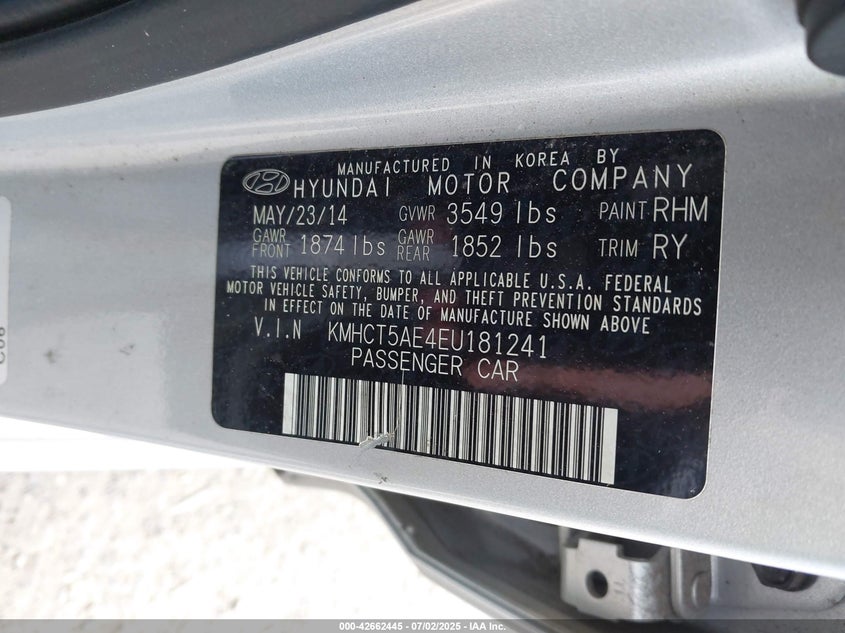 MANUFACTURED IN KOREA BY
HYUNDAI MOTOR COMPANY
MAY/23/14 GVWR 3549 lbs PAINT RHM
GAWR FRONT 1874 lbs GAWR REAR 1852 lbs TRIM RY
THIS VEHICLE CONFORMS TO ALL APPLICABLE U.S.A. FEDERAL
MOTOR VEHICLE SAFETY, BUMPER, AND THEFT PREVENTION STANDARDS
IN EFFECT ON THE DATE OF MANUFACTURE SHOWN ABOVE
V.I.N KMHCT5AE4EU181241
PASSENGER CAR
000-42662445 - 07/02/2025 - IAA Inc.